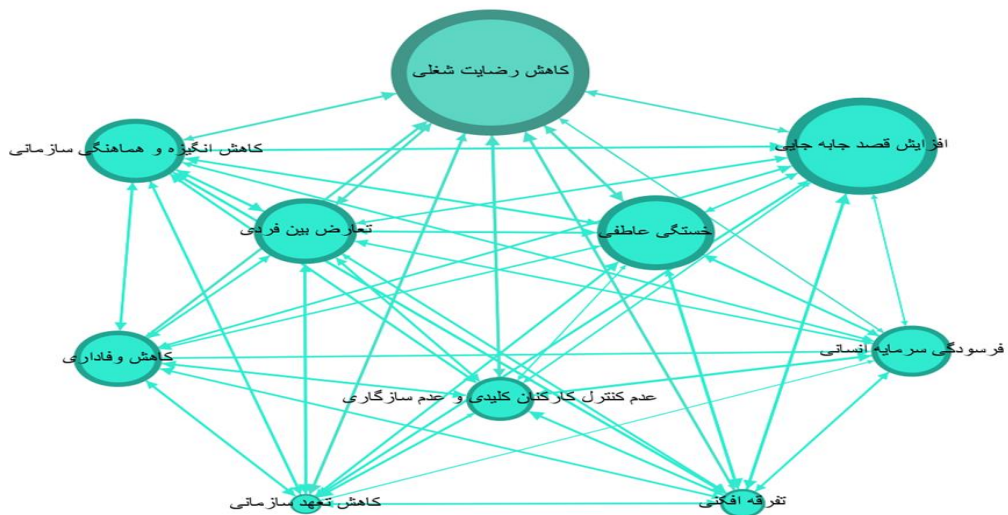 کاهش رضایت شغلی
افزایش قصد جابه جایی
کاهش انگیزه و هماهنگی سازمانی
تعارض بین فردی
خستگی عاطفی
کاهش وفاداری
فرسودگی سرمایه انسانی
عدم کنترل کارکنان کلیدی و عدم سازگاری
کاهش تعهد سازمانی
تفرقه افکنی